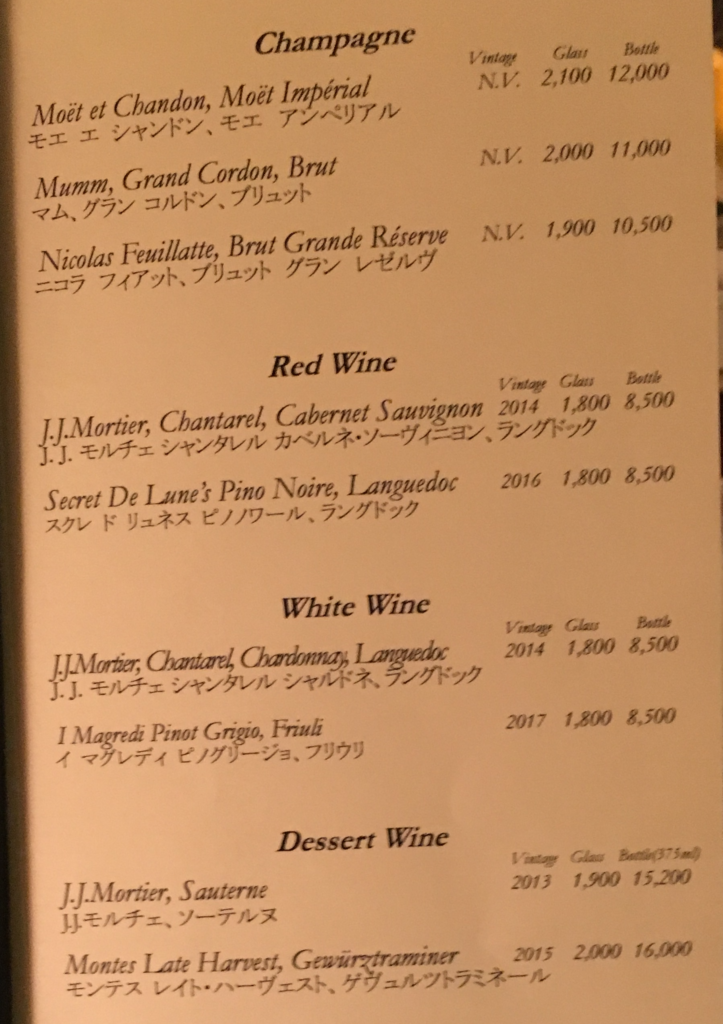 Champagne
Vintage Glass Bottle
Moët et Chandon, Moët Impérial N.V. 2,100 12,000
モエ エ シャンドン、モエ アンペリアル
Mumm, Grand Cordon, Brut N.V. 2,000 11,000
マム、グラン コルドン、ブリュット
Nicolas Feuillatte, Brut Grande Réserve N.V. 1,900 10,500
ニコラ フィアット、ブリュット グラン レゼルヴ
Red Wine
Vintage Glass Bottle
J.J.Mortier, Chantarel, Cabernet Sauvignon 2014 1,800 8,500
J. J. モルチェ シャンタレル カベルネ・ソーヴィニヨン、ラングドック
Secret De Lune's Pino Noire, Languedoc 2016 1,800 8,500
スクレ ド リュネス ピノノワール、ラングドック
White Wine
Vintage Glass Bottle
J.J.Mortier, Chantarel, Chardonnay, Languedoc 2014 1,800 8,500
J. J. モルチェ シャンタレル シャルドネ、ラングドック
I Magredi Pinot Grigio, Friuli 2017 1,800 8,500
イ マグレディ ピノグリージョ、フリウリ
Dessert Wine
Vintage Glass Bottle(375ml)
J.J.Mortier, Sauterne 2013 1,900 15,200
J.J.モルチェ、ソーテルヌ
Montes Late Harvest, Gewürztraminer 2015 2,000 16,000
モンテス レイト・ハーヴェスト、ゲヴュルツトラミネール